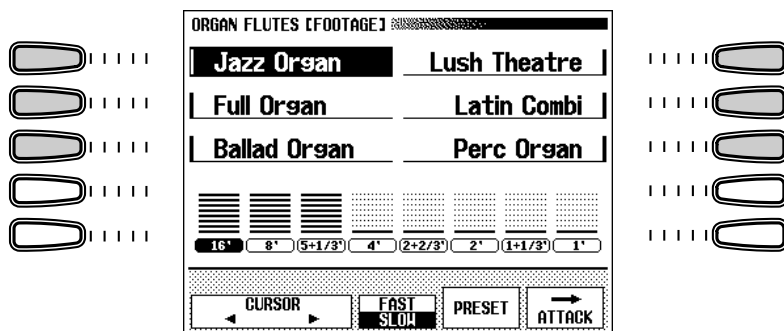 ORGAN FLUTES [FOOTAGE]
Jazz Organ Lush Theatre
Full Organ Latin Combi
Ballad Organ Perc Organ
16' 8' 5+1/3' 4' 2+2/3' 2' 1+1/3' 1'
CURSOR FAST PRESET
SLOW ATTACK